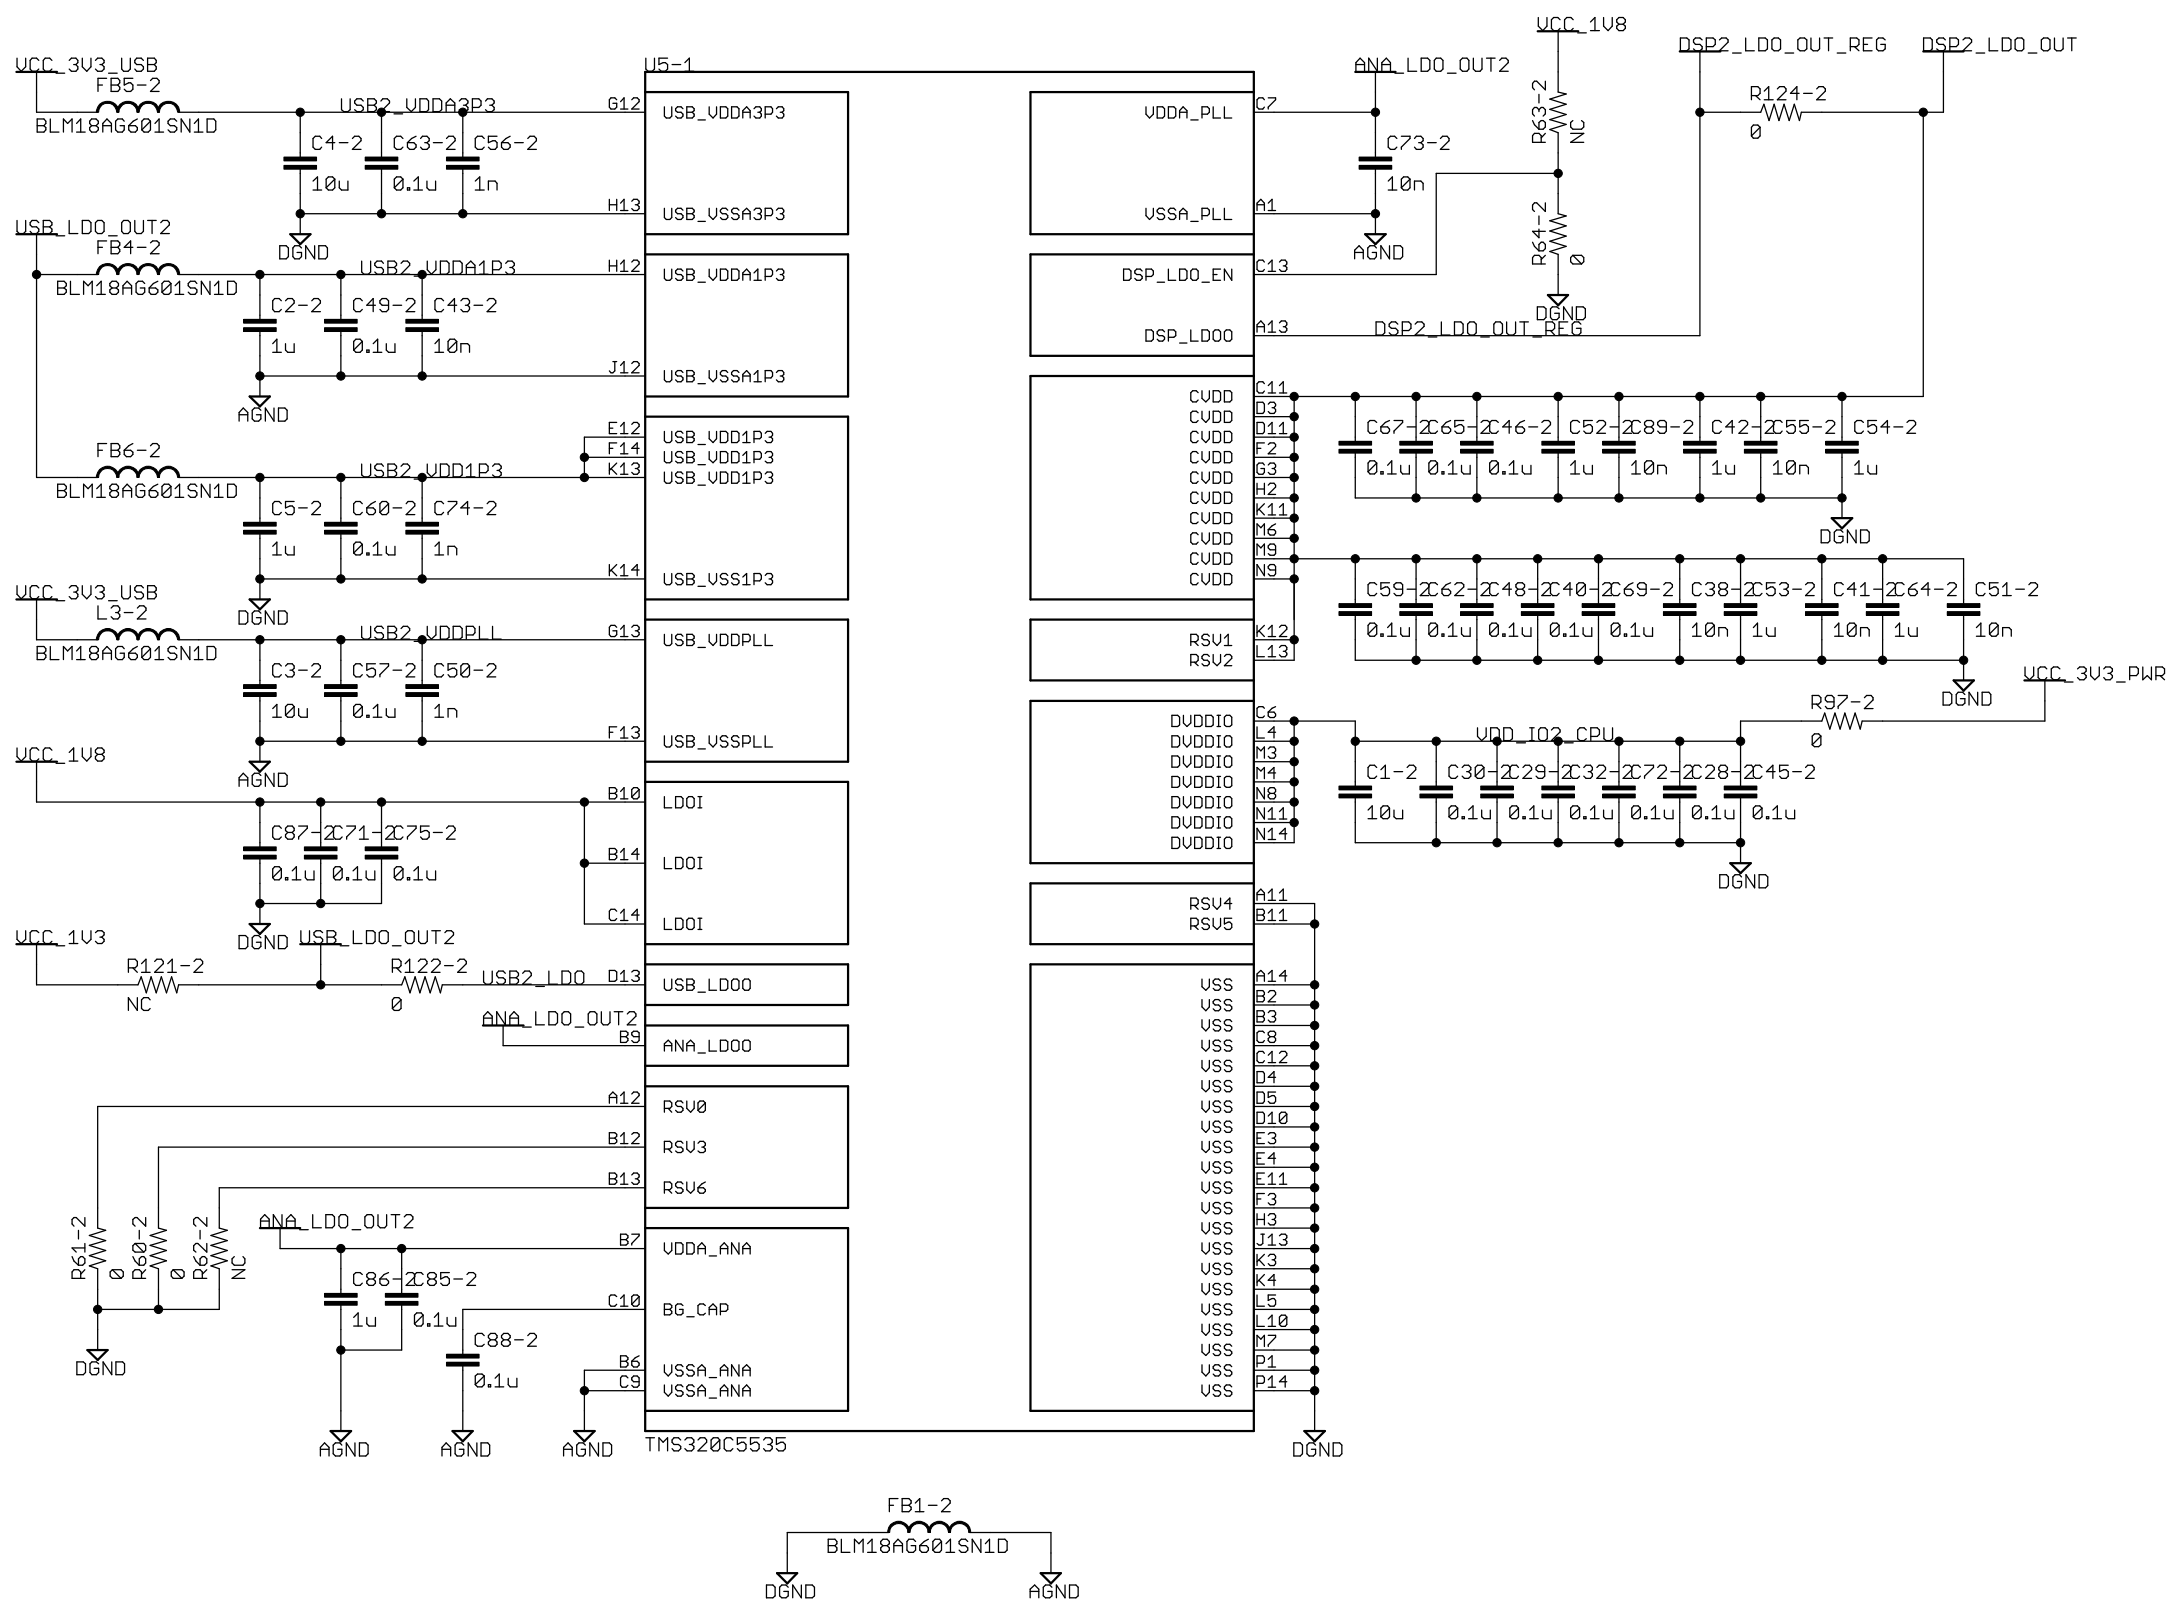 VCC_3V3_USB
FB5-2
BLM18AG601SN1D
USB2_VDDA3P3
C4-2 C63-2 C56-2
10u 0.1u 1n
DGND
USB_LDO_OUT2
FB4-2
BLM18AG601SN1D
USB2_VDDA1P3
C2-2 C49-2 C43-2
1u 0.1u 10n
AGND
FB6-2
BLM18AG601SN1D
USB2_VDD1P3
C5-2 C60-2 C74-2
1u 0.1u 1n
DGND
VCC_3V3_USB
L3-2
BLM18AG601SN1D
USB2_VDDPLL
C3-2 C57-2 C50-2
10u 0.1u 1n
AGND
VCC_1V8
C87-2 C71-2 C75-2
0.1u 0.1u 0.1u
DGND
VCC_1V3
USB_LDO_OUT2
R121-2
NC
R122-2
0
USB2_LDO
ANA_LDO_OUT2
R61-2
0
R60-2
0
R62-2
NC
DGND
ANA_LDO_OUT2
C86-2 C85-2
1u 0.1u
C88-2
0.1u
AGND
AGND
AGND
U5-1
G12 USB_VDDA3P3
H13 USB_VSSA3P3
H12 USB_VDDA1P3
J12 USB_VSSA1P3
E12 USB_VDD1P3
F14 USB_VDD1P3
K13 USB_VDD1P3
K14 USB_VSS1P3
G13 USB_VDDPLL
F13 USB_VSSPLL
B10 LDOI
B14 LDOI
C14 LDOI
D13 USB_LDOO
B9 ANA_LDOO
A12 RSV0
B12 RSV3
B13 RSV6
B7 VDDA_ANA
C10 BG_CAP
B6 VSSA_ANA
C9 VSSA_ANA
TMS320C5535
VDDA_PLL C7
VSSA_PLL A1
DSP_LDO_EN C13
DSP_LDOO A13
CVDD C11
CVDD D3
CVDD D11
CVDD F2
CVDD G3
CVDD H2
CVDD K11
CVDD M6
CVDD M9
CVDD N9
RSV1 K12
RSV2 L13
DVDDIO C6
DVDDIO L4
DVDDIO M3
DVDDIO M4
DVDDIO N8
DVDDIO N11
DVDDIO N14
RSV4 A11
RSV5 B11
VSS A14
VSS B2
VSS B3
VSS C8
VSS C12
VSS D4
VSS D5
VSS D10
VSS E3
VSS E4
VSS E11
VSS F3
VSS H3
VSS J13
VSS K3
VSS K4
VSS L5
VSS L10
VSS M7
VSS P1
VSS P14
DGND
ANA_LDO_OUT2
C73-2
10n
AGND
VCC_1V8
R63-2
NC
R64-2
0
DGND
DSP2_LDO_OUT_REG
DSP2_LDO_OUT
R124-2
0
DSP2_LDO_OUT_REG
C67-2 C65-2 C46-2 C52-2 C89-2 C42-2 C55-2 C54-2
0.1u 0.1u 0.1u 1u 10n 1u 10n 1u
DGND
C59-2 C62-2 C48-2 C40-2 C69-2 C38-2 C53-2 C41-2 C64-2 C51-2
0.1u 0.1u 0.1u 0.1u 0.1u 10n 1u 10n 1u 10n
DGND
VCC_3V3_PWR
R97-2
0
VDD_IO2_CPU
C1-2 C30-2 C29-2 C32-2 C72-2 C28-2 C45-2
10u 0.1u 0.1u 0.1u 0.1u 0.1u 0.1u
DGND
FB1-2
BLM18AG601SN1D
DGND
AGND